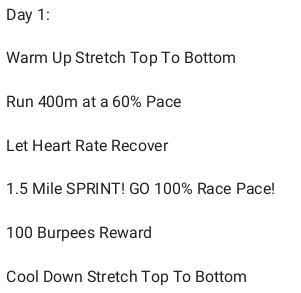 Day 1:
Warm Up Stretch Top To Bottom
Run 400m at a 60% Pace
Let Heart Rate Recover
1.5 Mile SPRINT! GO 100% Race Pace!
100 Burpees Reward
Cool Down Stretch Top To Bottom